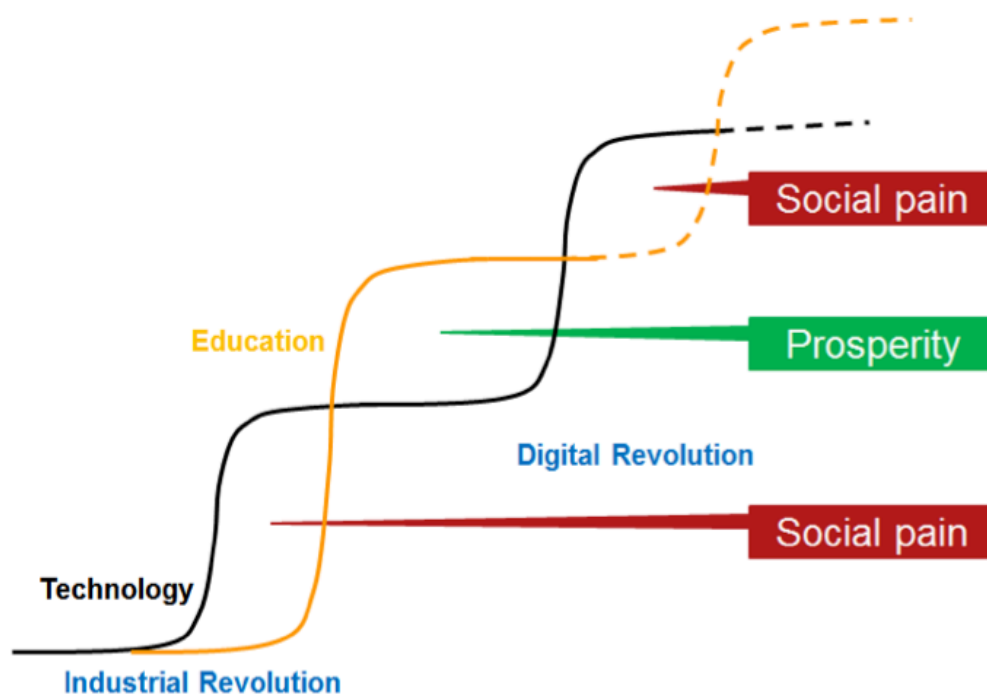 Social pain
Education
Prosperity
Digital Revolution
Social pain
Technology
Industrial Revolution